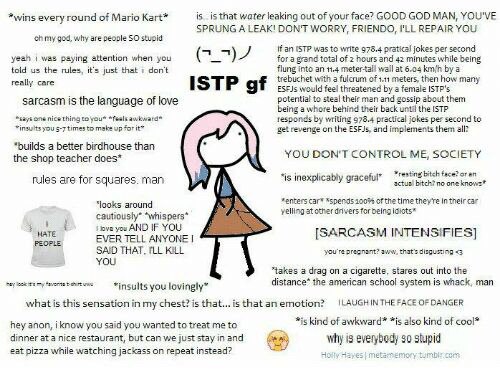 *wins every round of Mario Kart*
oh my god, why are people SO stupid
yeah i was paying attention when you
told us the rules, it's just that i don't
really care
sarcasm is the language of love
*says one nice thing to you* *feels awkward*
*insults you 5-7 times to make up for it*
*builds a better birdhouse than
the shop teacher does*
rules are for squares, man
I
HATE
PEOPLE
hey look it's my favorite t-shirt uwu
*looks around
cautiously* *whispers*
I love you AND IF YOU
EVER TELL ANYONE I
SAID THAT, I'LL KILL
YOU
*insults you lovingly*
is.. is that water leaking out of your face? GOOD GOD MAN, YOU'VE
SPRUNG A LEAK! DON'T WORRY, FRIENDO, I'LL REPAIR YOU
(¬_¬)ノ
ISTP gf
If an ISTP was to write 978.4 pratical jokes per second
for a grand total of 2 hours and 42 minutes while being
flung into an 11.4 meter-tall wall at 6.04 km/h by a
trebuchet with a fulcrum of 1.11 meters, then how many
ESFJs would feel threatened by a female ISTP's
potential to steal their man and gossip about them
being a whore behind their back until the ISTP
responds by writing 978.4 practical jokes per second to
get revenge on the ESFJs, and implements them all?
YOU DON'T CONTROL ME, SOCIETY
*is inexplicably graceful*
*resting bitch face? or an
actual bitch? no one knows*
*enters car* *spends 100% of the time they're in their car
yelling at other drivers for being idiots*
[SARCASM INTENSIFIES]
you're pregnant? aww, that's disgusting <3
*takes a drag on a cigarette, stares out into the
distance* the american school system is whack, man
what is this sensation in my chest? is that... is that an emotion?
I LAUGH IN THE FACE OF DANGER
hey anon, i know you said you wanted to treat me to
dinner at a nice restaurant, but can we just stay in and
eat pizza while watching jackass on repeat instead?
*is kind of awkward* *is also kind of cool*
why is everybody so stupid
Holly Hayes | metamemory.tumblr.com